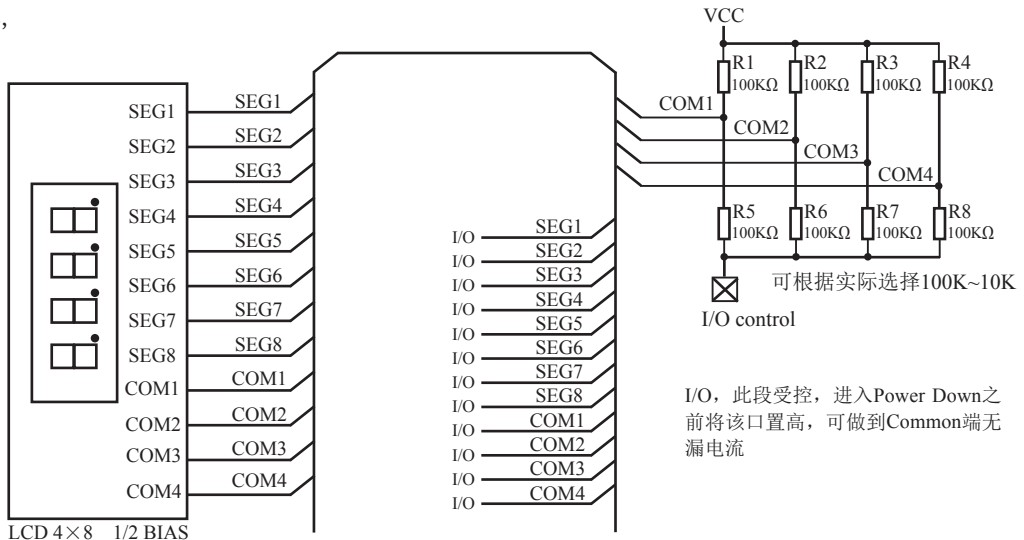 ,
VCC
R1
100KΩ
R2
100KΩ
R3
100KΩ
R4
100KΩ
COM1
COM2
COM3
COM4
R5
100KΩ
R6
100KΩ
R7
100KΩ
R8
100KΩ
可根据实际选择100K~10K
I/O control
I/O，此段受控，进入Power Down之
前将该口置高，可做到Common端无
漏电流
SEG1 SEG1
SEG2 SEG2
SEG3 SEG3
SEG4 SEG4
SEG5 SEG5
SEG6 SEG6
SEG7 SEG7
SEG8 SEG8
COM1 COM1
COM2 COM2
COM3 COM3
COM4 COM4
LCD 4×8 1/2 BIAS
I/O SEG1
I/O SEG2
I/O SEG3
I/O SEG4
I/O SEG5
I/O SEG6
I/O SEG7
I/O SEG8
I/O COM1
I/O COM2
I/O COM3
I/O COM4